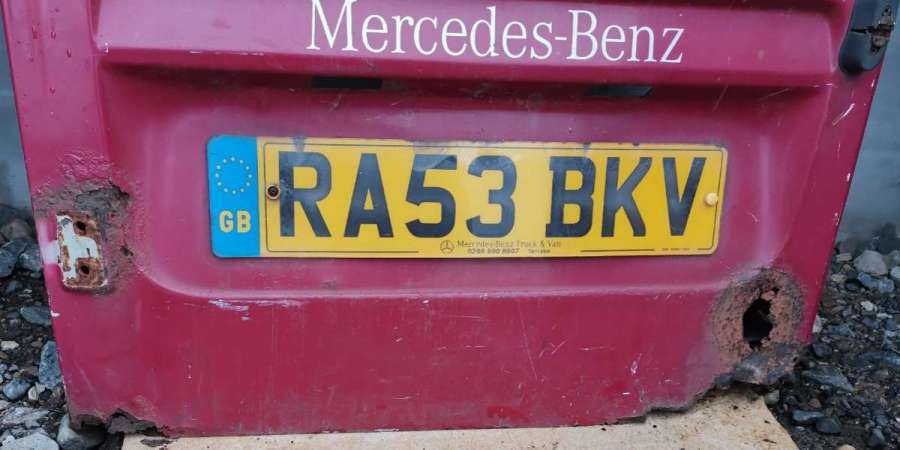 Mercedes-Benz
GB
RA53 BKV
Mercedes-Benz Truck & Van